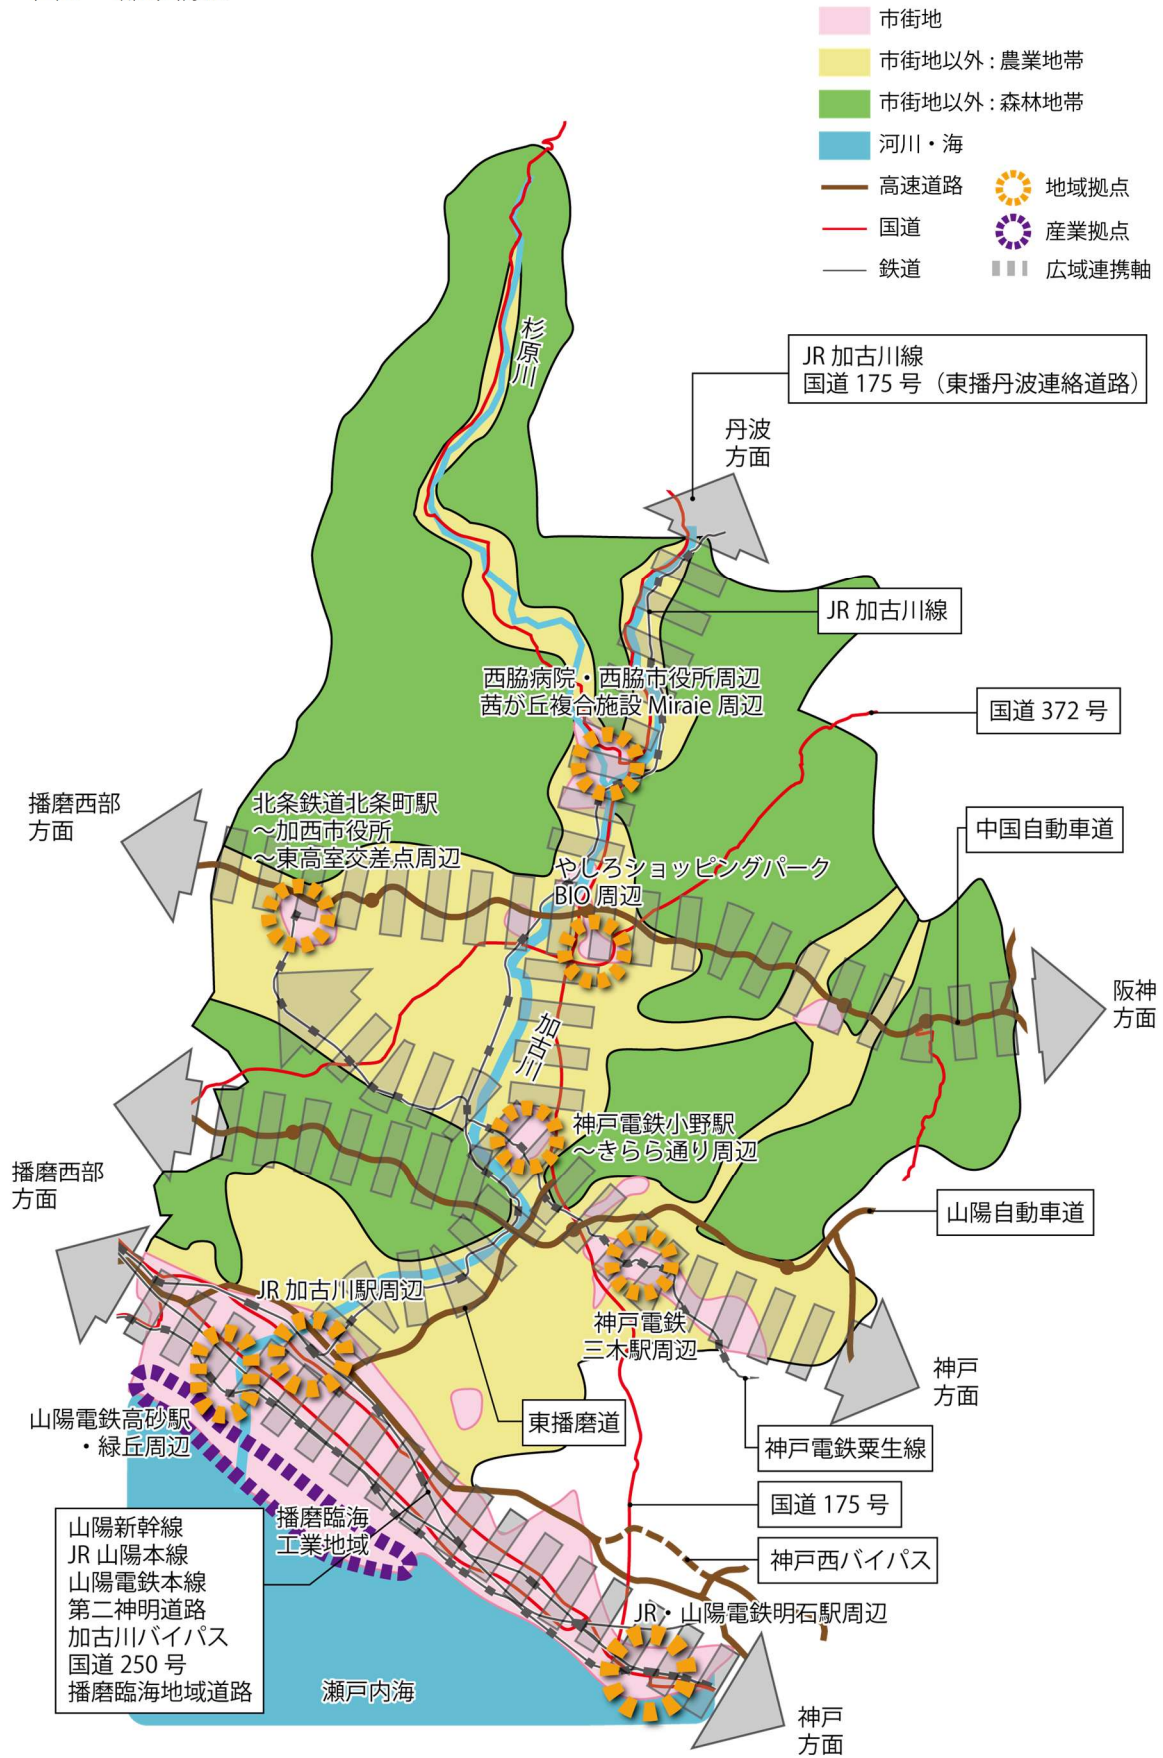 市街地
市街地以外：農業地帯
市街地以外：森林地帯
河川・海
高速道路
地域拠点
国道
産業拠点
鉄道
広域連携軸
JR 加古川線
国道 175 号（東播丹波連絡道路）
丹波
方面
杉原川
JR 加古川線
西脇病院・西脇市役所周辺
茜が丘複合施設 Miraie 周辺
国道 372 号
播磨西部
方面
北条鉄道北条町駅
～加西市役所
～東高室交差点周辺
中国自動車道
やしろショッピングパーク
BIO 周辺
阪神
方面
加古川
神戸電鉄小野駅
～きらら通り周辺
播磨西部
方面
山陽自動車道
JR 加古川駅周辺
神戸電鉄
三木駅周辺
神戸
方面
山陽電鉄高砂駅
・緑丘周辺
東播磨道
神戸電鉄粟生線
国道 175 号
播磨臨海
工業地域
神戸西バイパス
山陽新幹線
JR 山陽本線
山陽電鉄本線
第二神明道路
加古川バイパス
国道 250 号
播磨臨海地域道路
JR・山陽電鉄明石駅周辺
瀬戸内海
神戸
方面